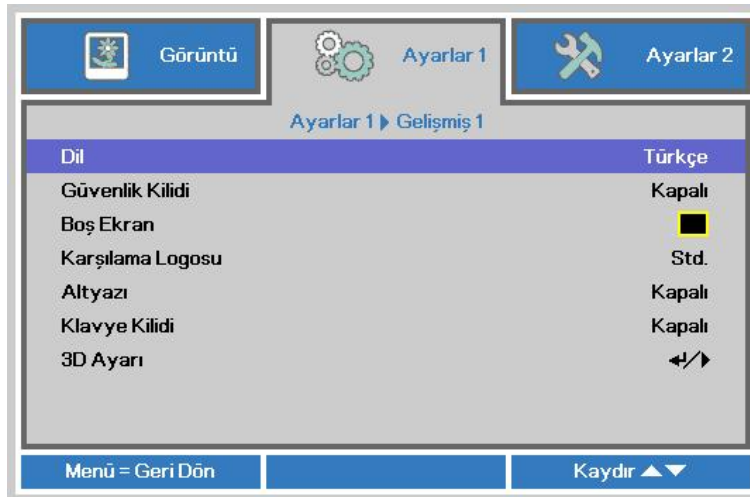 Görüntü
Ayarlar 1
Ayarlar 2
Ayarlar 1 Gelişmiş 1
Dil Türkçe
Güvenlik Kilidi Kapalı
Boş Ekran
Karşılama Logosu Std.
Altyazı Kapalı
Klavye Kilidi Kapalı
3D Ayarı
Menü = Geri Dön
Kaydır